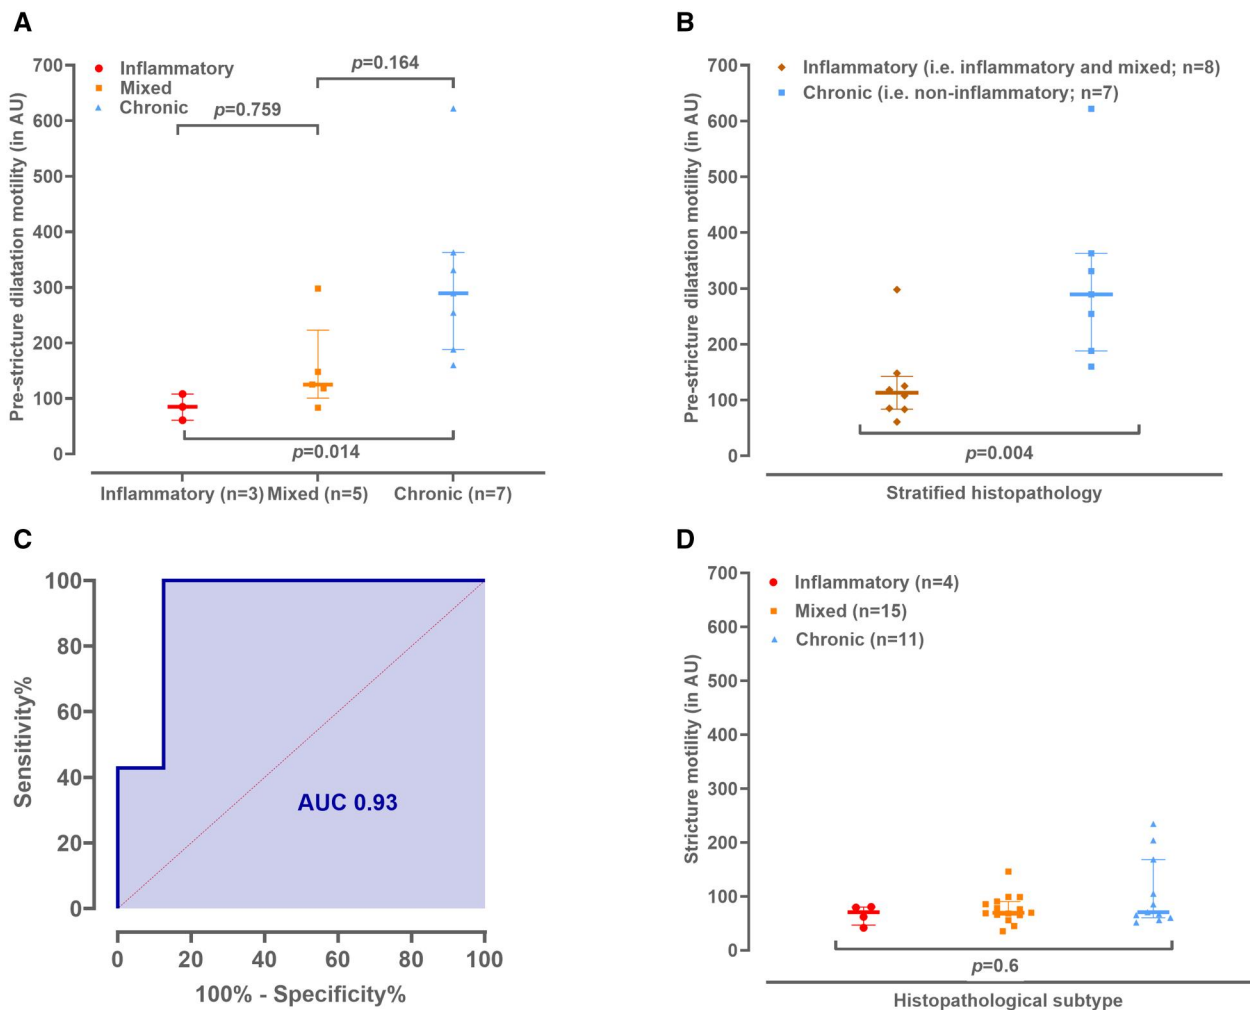 A
Pre-stricture dilatation motility (in AU)
700
600
500
400
300
200
100
0
Inflammatory
Mixed
Chronic
p=0.759
p=0.164
p=0.014
Inflammatory (n=3) Mixed (n=5) Chronic (n=7)
B
Pre-stricture dilatation motility (in AU)
700
600
500
400
300
200
100
0
Inflammatory (i.e. inflammatory and mixed; n=8)
Chronic (i.e. non-inflammatory; n=7)
p=0.004
Stratified histopathology
C
Sensitivity%
100
80
60
40
20
0
AUC 0.93
0 20 40 60 80 100
100% - Specificity%
D
Stricture motility (in AU)
700
600
500
400
300
200
100
0
Inflammatory (n=4)
Mixed (n=15)
Chronic (n=11)
p=0.6
Histopathological subtype